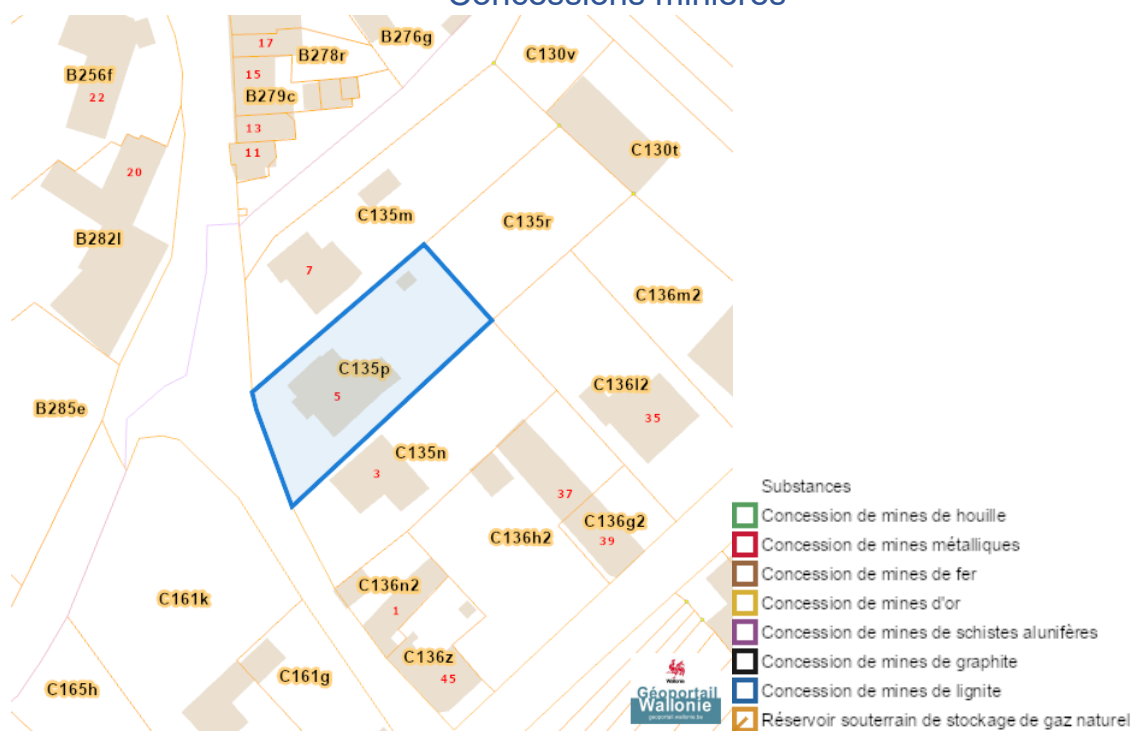 Concessions minières
17
B276g
B278r
C130v
B256f
15
22
B279c
13
11
C130t
20
C135m
C135r
B282l
7
C136m2
C135p
5
C136l2
B285e
35
C135n
3
37
C136g2
C136h2
39
C136n2
C161k
1
C136z
C161g
45
C165h
Wallonie
Géoportail
Wallonie
geoportail.wallonie.be
Substances
Concession de mines de houille
Concession de mines métalliques
Concession de mines de fer
Concession de mines d'or
Concession de mines de schistes alunifères
Concession de mines de graphite
Concession de mines de lignite
Réservoir souterrain de stockage de gaz naturel